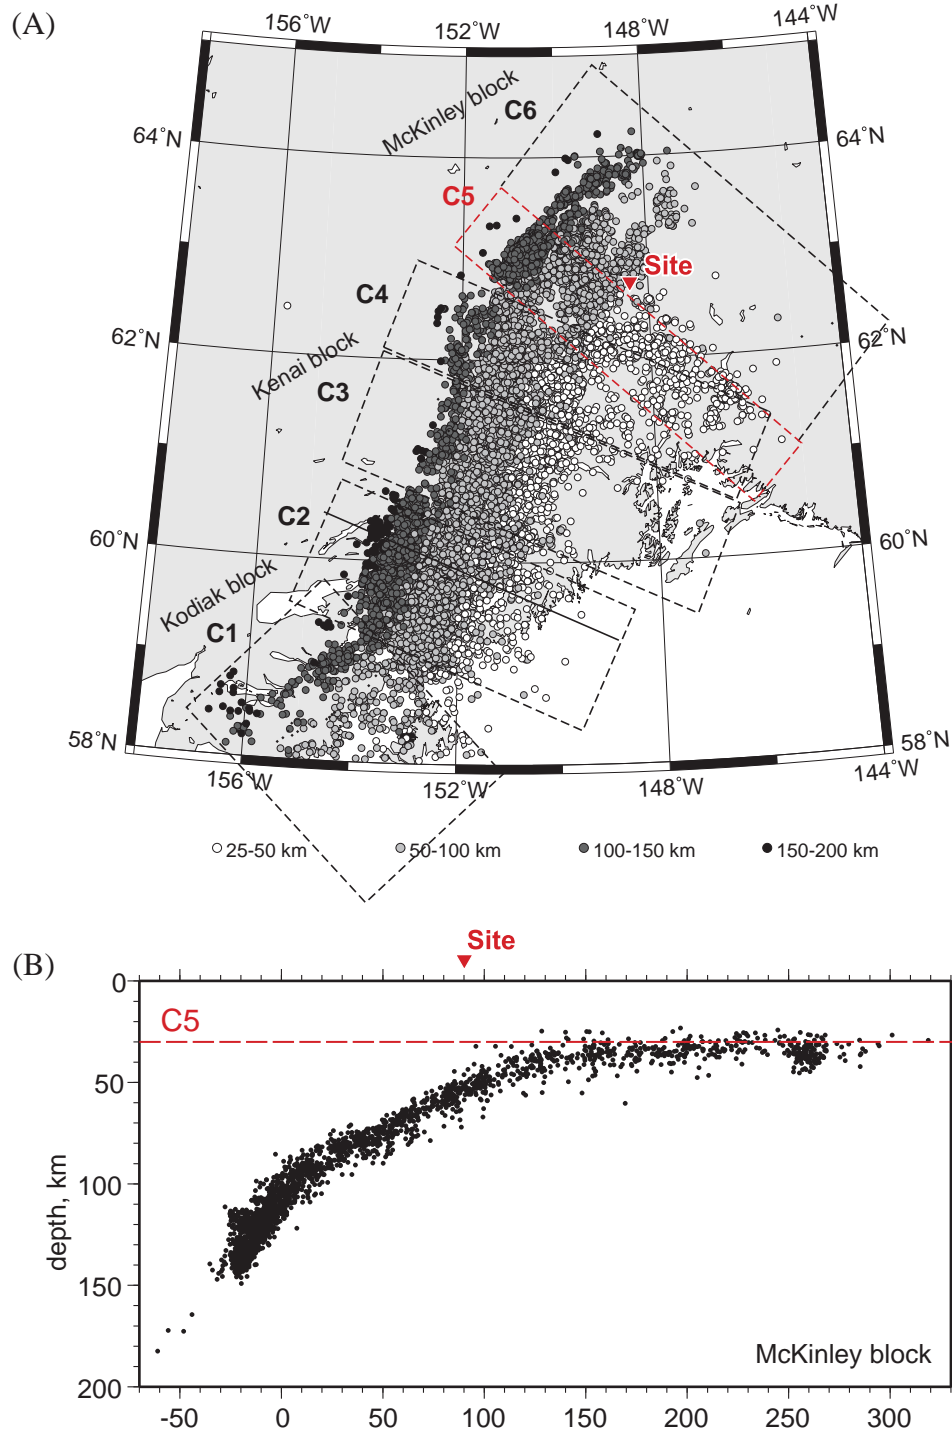 (A)
156˚W
152˚W
148˚W
144˚W
McKinley block
C6
64˚N
64˚N
C5
Site
C4
62˚N
62˚N
Kenai block
C3
C2
60˚N
60˚N
Kodiak block
C1
58˚N
58˚N
156˚W
152˚W
148˚W
144˚W
25-50 km
50-100 km
100-150 km
150-200 km
(B)
Site
0
C5
50
100
depth, km
150
McKinley block
200
-50 0 50 100 150 200 250 300